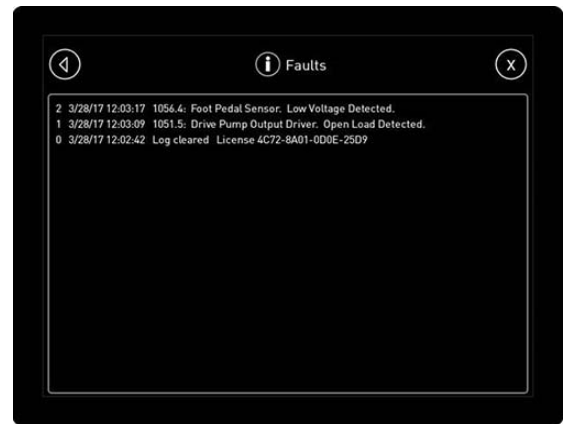 Faults
X
2 3/28/17 12:03:17 1056.4: Foot Pedal Sensor. Low Voltage Detected.
1 3/28/17 12:03:09 1051.5: Drive Pump Output Driver. Open Load Detected.
0 3/28/17 12:02:42 Log cleared License 4C72-8A01-0D0E-25D9